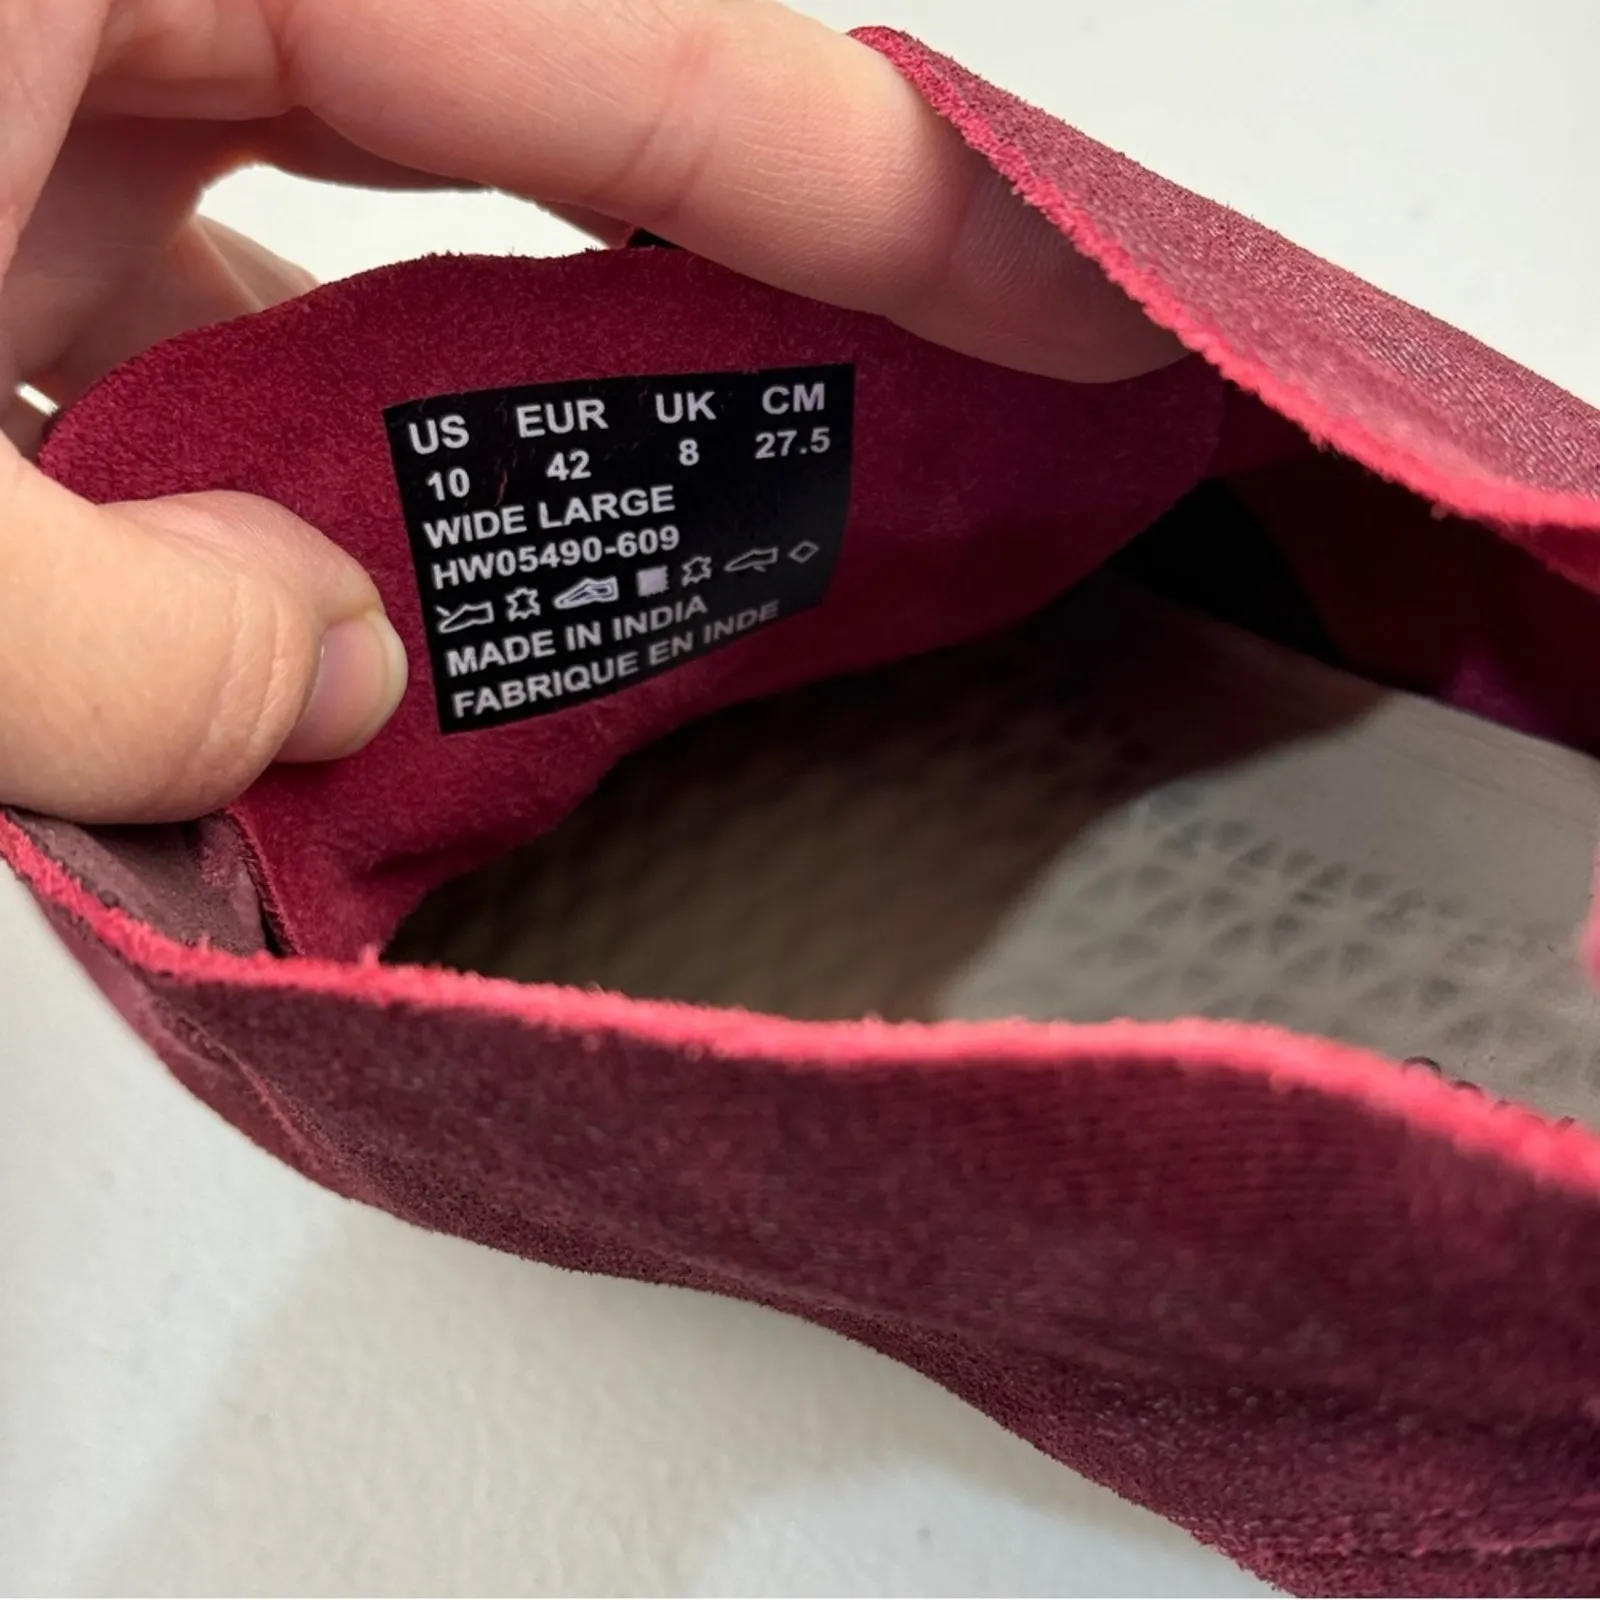 US EUR UK CM
10 42 8 27.5
WIDE LARGE
HW05490-609
MADE IN INDIA
FABRIQUE EN INDE